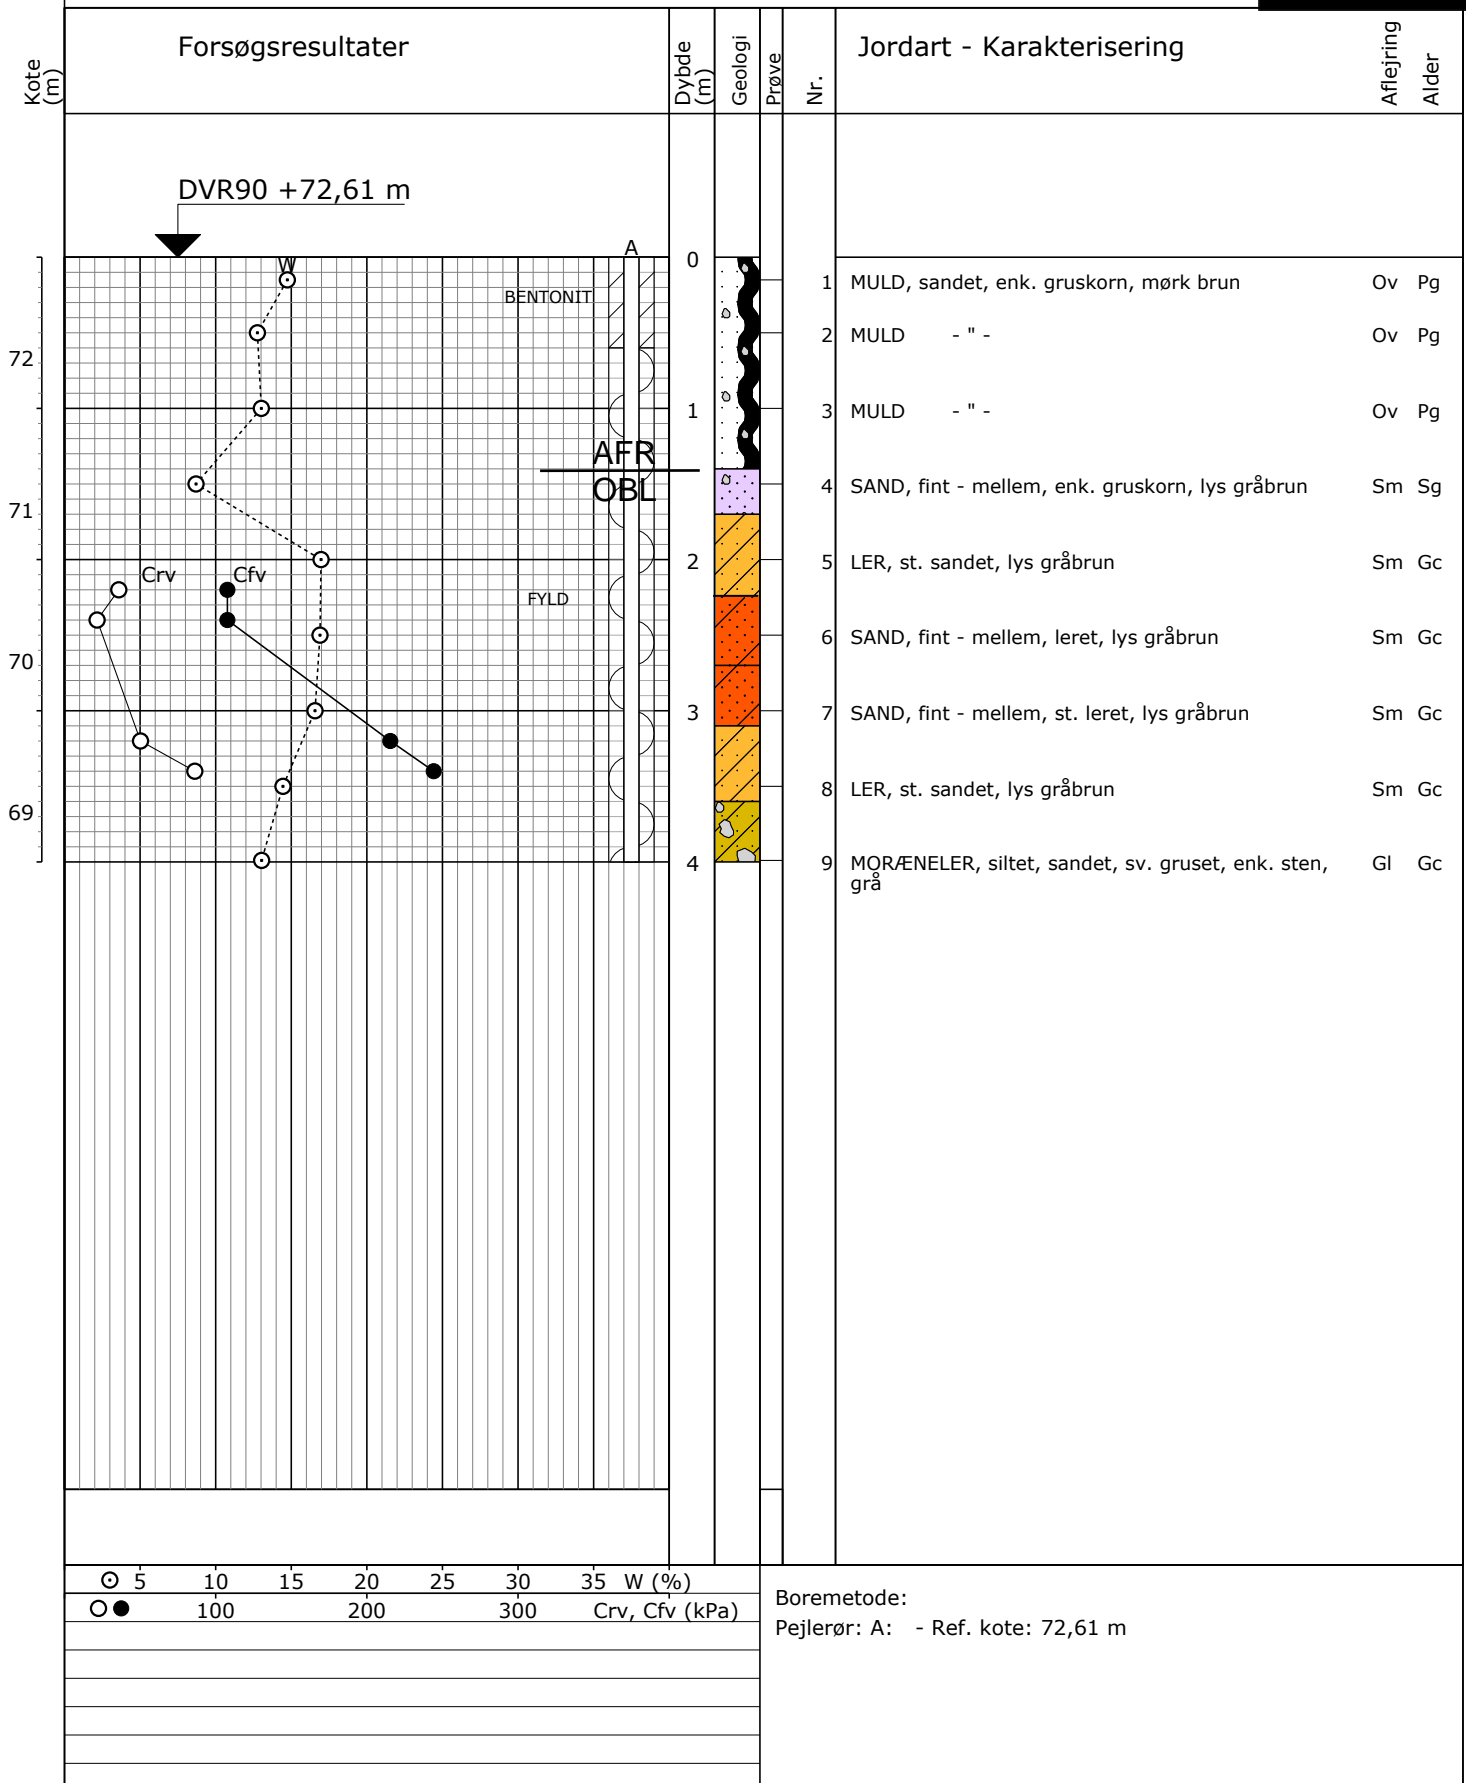 Forsøgsresultater
Jordart - Karakterisering
Kote
(m)
Dybde
(m)
Geologi
Prøve
Nr.
Aflejring
Alder
DVR90 +72,61 m
A
W
0
BENTONIT
1 MULD, sandet, enk. gruskorn, mørk brun Ov Pg
2 MULD - " - Ov Pg
72
1
3 MULD - " - Ov Pg
AFR
OBL
4 SAND, fint - mellem, enk. gruskorn, lys gråbrun Sm Sg
71
2
5 LER, st. sandet, lys gråbrun Sm Gc
Crv Cfv
FYLD
6 SAND, fint - mellem, leret, lys gråbrun Sm Gc
70
3
7 SAND, fint - mellem, st. leret, lys gråbrun Sm Gc
8 LER, st. sandet, lys gråbrun Sm Gc
69
4
9 MORÆNELER, siltet, sandet, sv. gruset, enk. sten, Gl Gc
grå
5 10 15 20 25 30 35 W (%)
100 200 300 Crv, Cfv (kPa)
Boremetode:
Pejlerør: A: - Ref. kote: 72,61 m